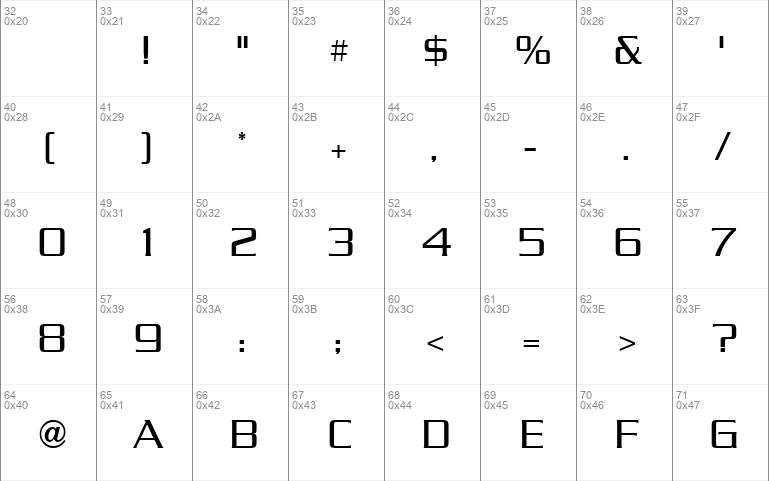 32 33 34 35 36 37 38 39
0x20 0x21 0x22 0x23 0x24 0x25 0x26 0x27
! " # $ % & '
40 41 42 43 44 45 46 47
0x28 0x29 0x2A 0x2B 0x2C 0x2D 0x2E 0x2F
( ) * + , - . /
48 49 50 51 52 53 54 55
0x30 0x31 0x32 0x33 0x34 0x35 0x36 0x37
0 1 2 3 4 5 6 7
56 57 58 59 60 61 62 63
0x38 0x39 0x3A 0x3B 0x3C 0x3D 0x3E 0x3F
8 9 : ; < = > ?
64 65 66 67 68 69 70 71
0x40 0x41 0x42 0x43 0x44 0x45 0x46 0x47
@ A B C D E F G